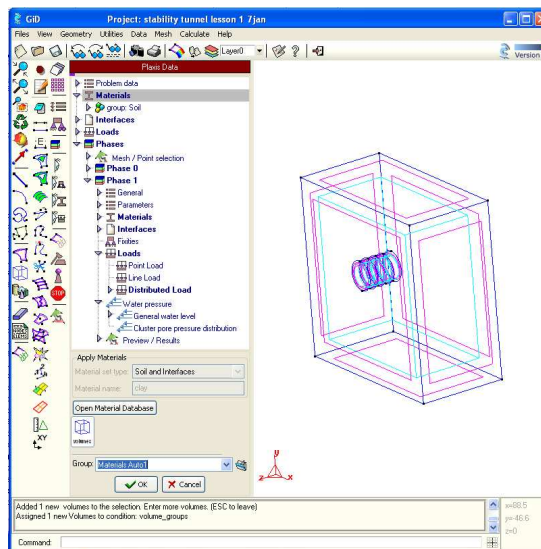 GiD Project: stability tunnel lesson 1 7jan
Files View Geometry Utilities Data Mesh Calculate Help
Layer0
Version
Plaxis Data
Problem data
Materials
group: Soil
Interfaces
Loads
Phases
Mesh / Point selection
Phase 0
Phase 1
General
Parameters
Materials
Interfaces
Fixities
Loads
Point Load
Line Load
Distributed Load
Water pressure
General water level
Cluster pore pressure distribution
Preview / Results
Apply Materials
Material set type: Soil and Interfaces
Material name: clay
Open Material Database
volumes
Group: Materials Auto1
OK Cancel
STOP
y
z x
Added 1 new volumes to the selection. Enter more volumes. (ESC to leave)
Assigned 1 new Volumes to condition: volume_groups
x=88.5
y=-46.6
z=0
Command: